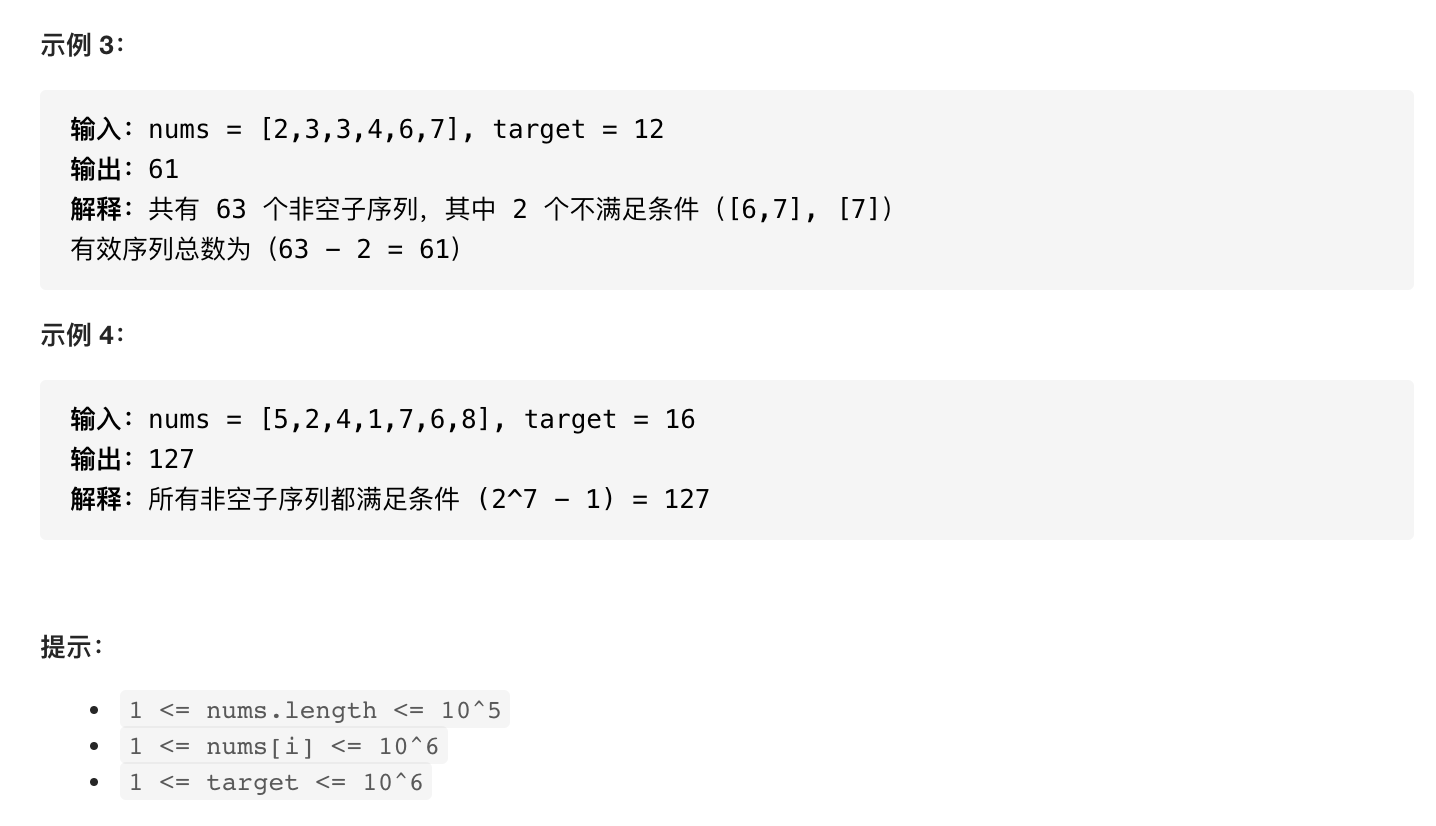 示例 3：
输入：nums = [2,3,3,4,6,7], target = 12
输出：61
解释：共有 63 个非空子序列，其中 2 个不满足条件（[6,7], [7]）
有效序列总数为（63 - 2 = 61）
示例 4：
输入：nums = [5,2,4,1,7,6,8], target = 16
输出：127
解释：所有非空子序列都满足条件 (2^7 - 1) = 127
提示：
• 1 <= nums.length <= 10^5
• 1 <= nums[i] <= 10^6
• 1 <= target <= 10^6